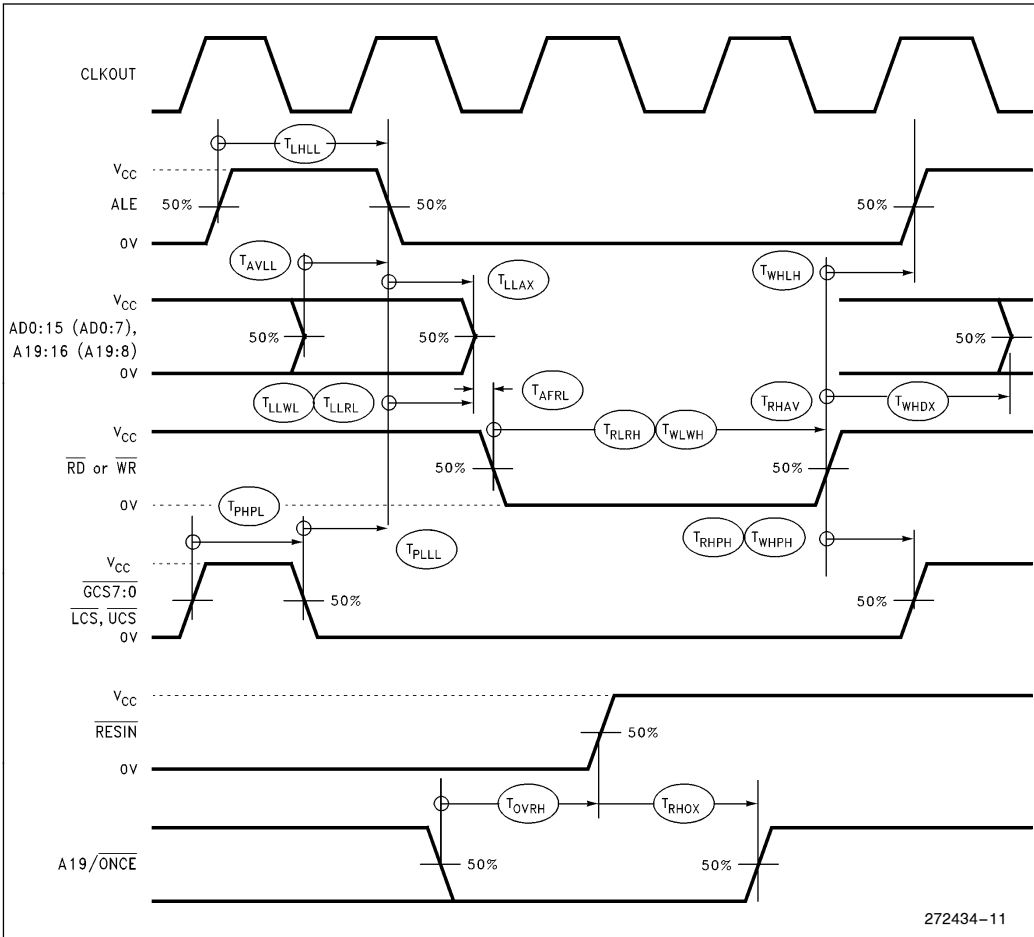 CLKOUT
T_LHLL
V_CC
ALE 50% 50% 50%
0V
T_AVLL T_WHLH
T_LLAX
V_CC
AD0:15 (AD0:7),
A19:16 (A19:8)
50% 50% 50%
0V
T_LLWL T_LLRL T_AFRL T_RHAV T_WHDX
V_CC
T_RLRH T_WLWH
RD or WR 50% 50%
0V
T_PHPL T_PLLL T_RHPH T_WHPH
V_CC
GCS7:0
LCS, UCS
50% 50%
0V
V_CC
RESIN 50%
0V
T_OVRH T_RHOX
A19/ONCE 50% 50%
272434-11